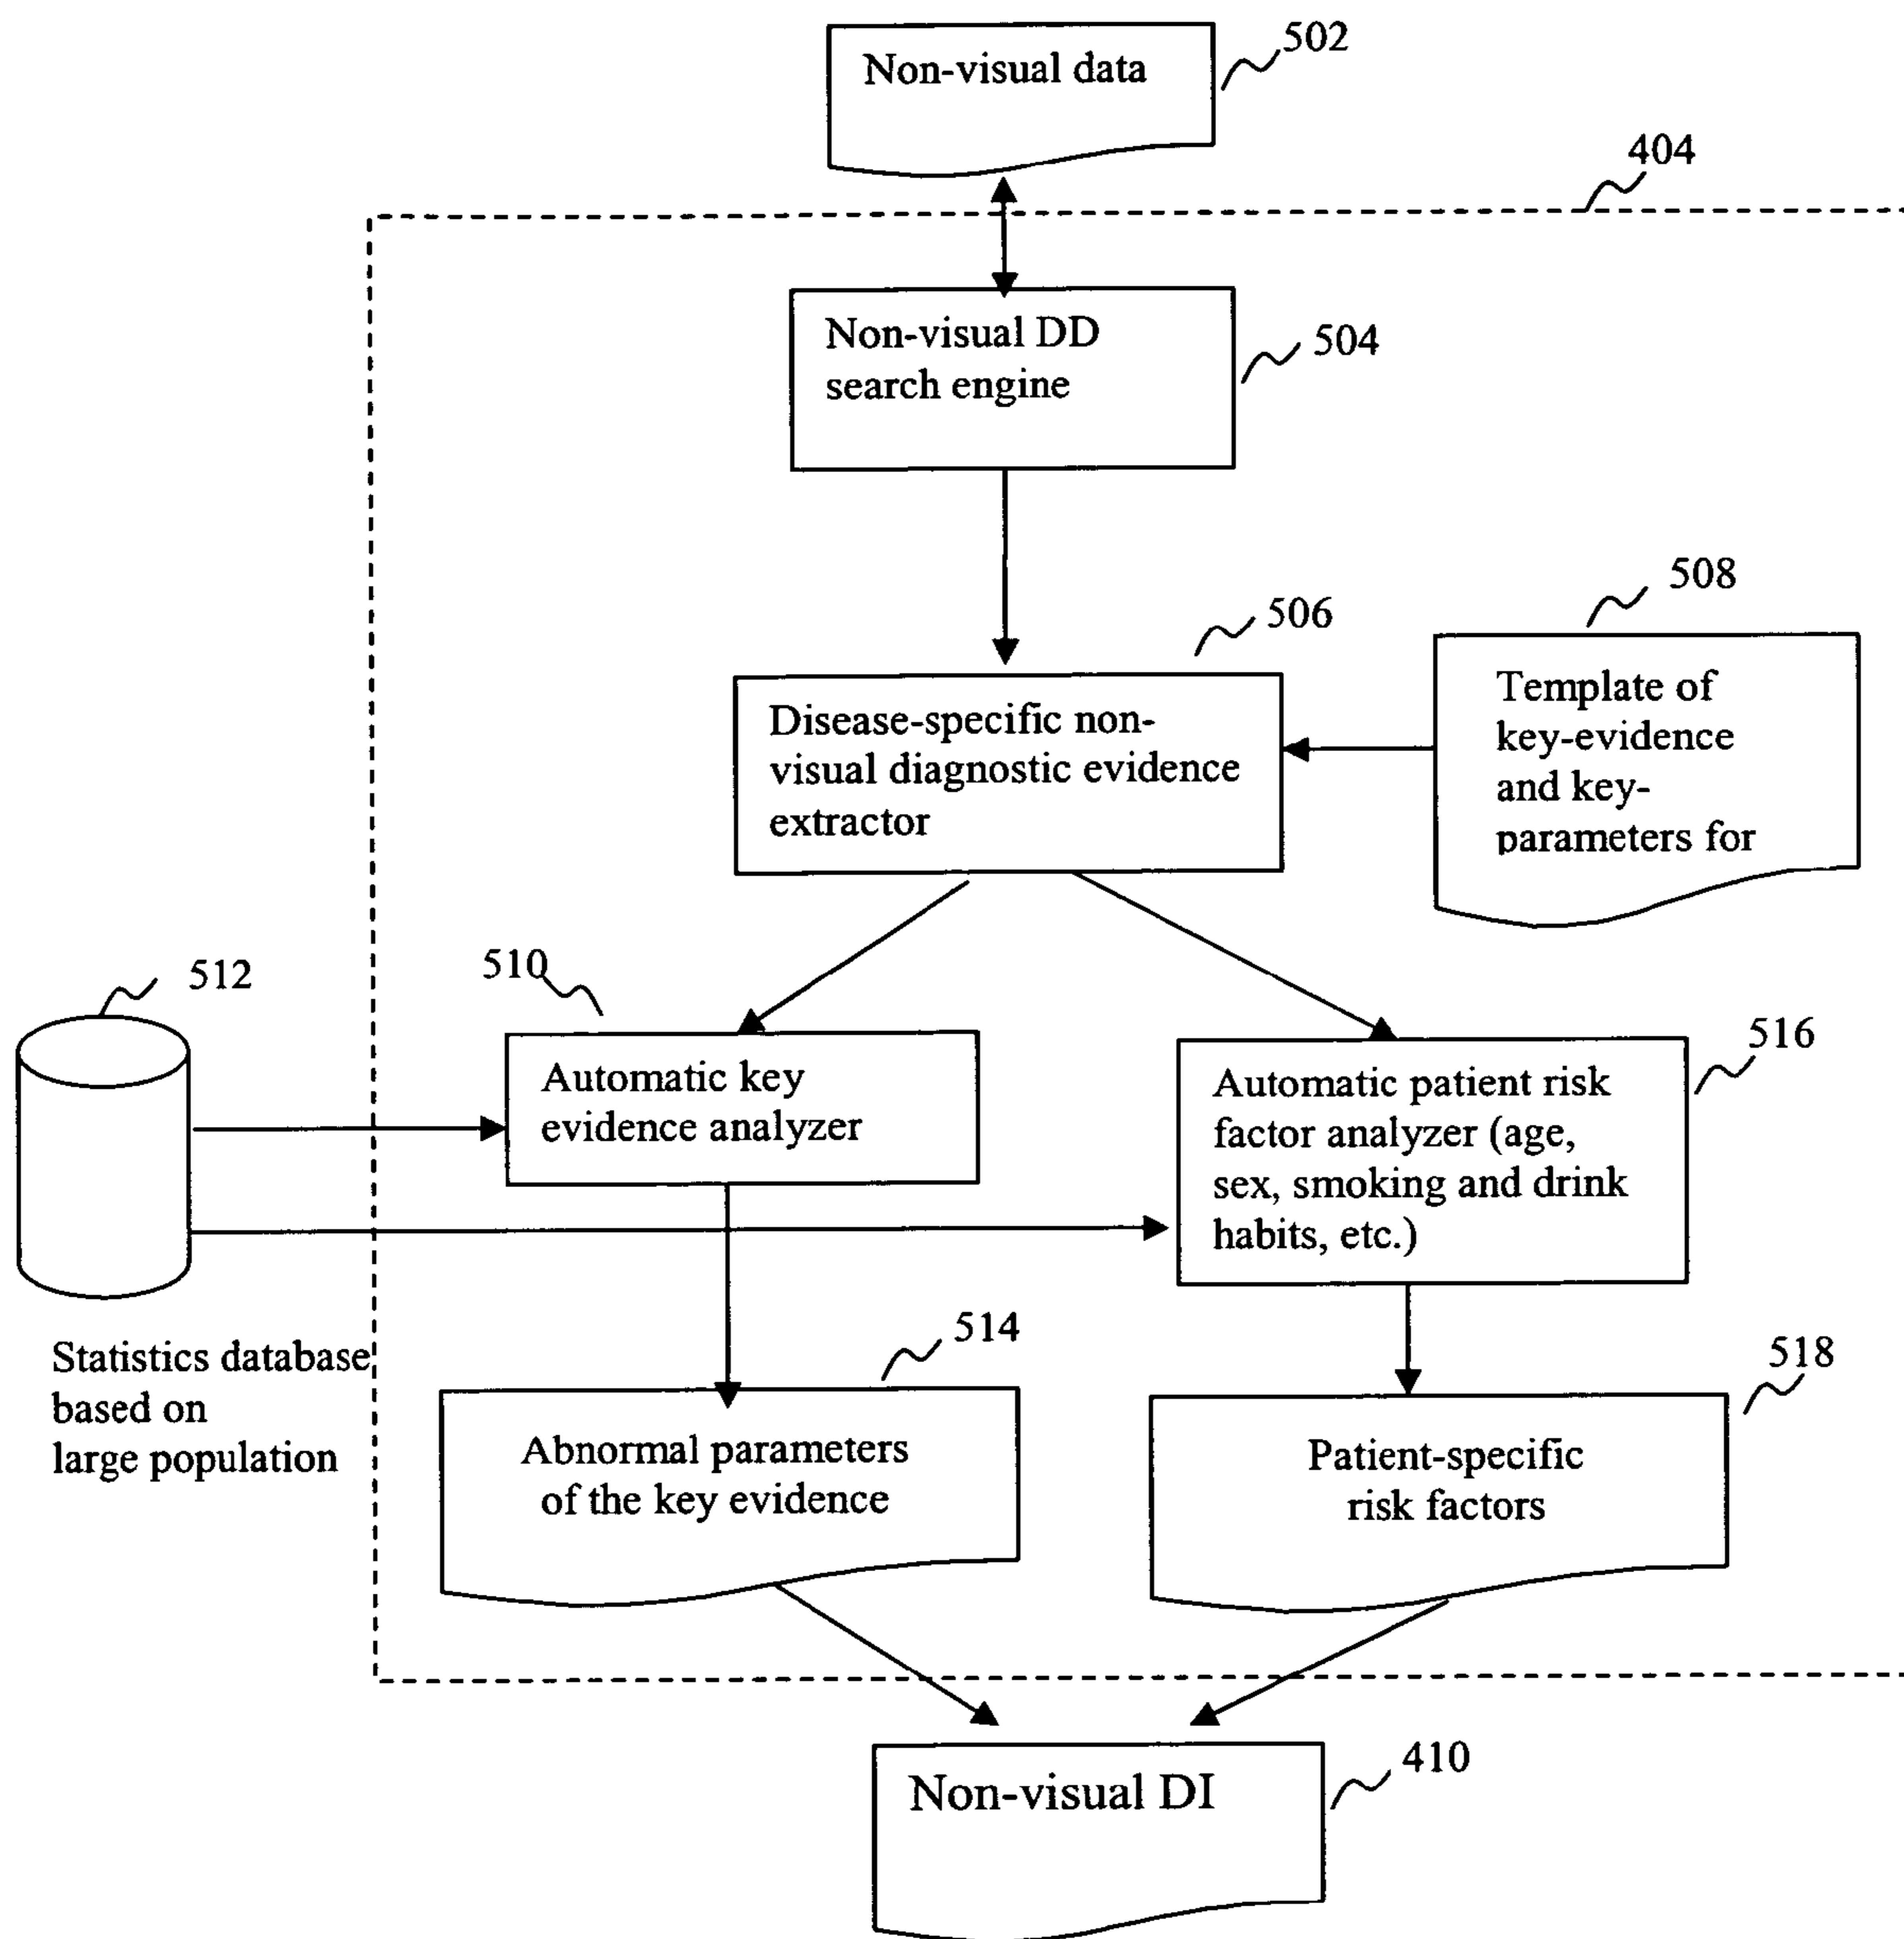 Non-visual data
502
404
Non-visual DD
search engine
504
506
508
Disease-specific non-
visual diagnostic evidence
extractor
Template of
key-evidence
and key-
parameters for
512
510
516
Automatic key
evidence analyzer
Automatic patient risk
factor analyzer (age,
sex, smoking and drink
habits, etc.)
Statistics database
based on
large population
514
518
Abnormal parameters
of the key evidence
Patient-specific
risk factors
Non-visual DI
410